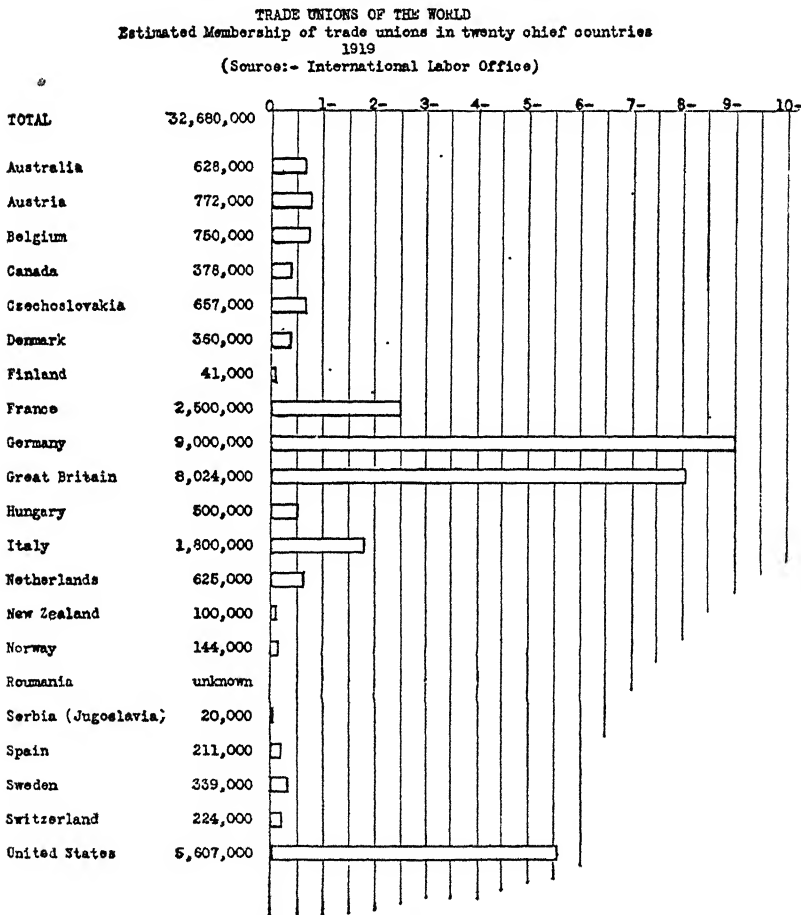 TRADE UNIONS OF THE WORLD
Estimated Membership of trade unions in twenty chief countries
1919
(Source:- International Labor Office)
0 1- 2- 3- 4- 5- 6- 7- 8- 9- 10-
TOTAL 32,680,000
Australia 628,000
Austria 772,000
Belgium 750,000
Canada 378,000
Czechoslovakia 657,000
Denmark 360,000
Finland 41,000
France 2,500,000
Germany 9,000,000
Great Britain 8,024,000
Hungary 500,000
Italy 1,800,000
Netherlands 625,000
New Zealand 100,000
Norway 144,000
Roumania unknown
Serbia (Jugoslavia) 20,000
Spain 211,000
Sweden 339,000
Switzerland 224,000
United States 5,607,000